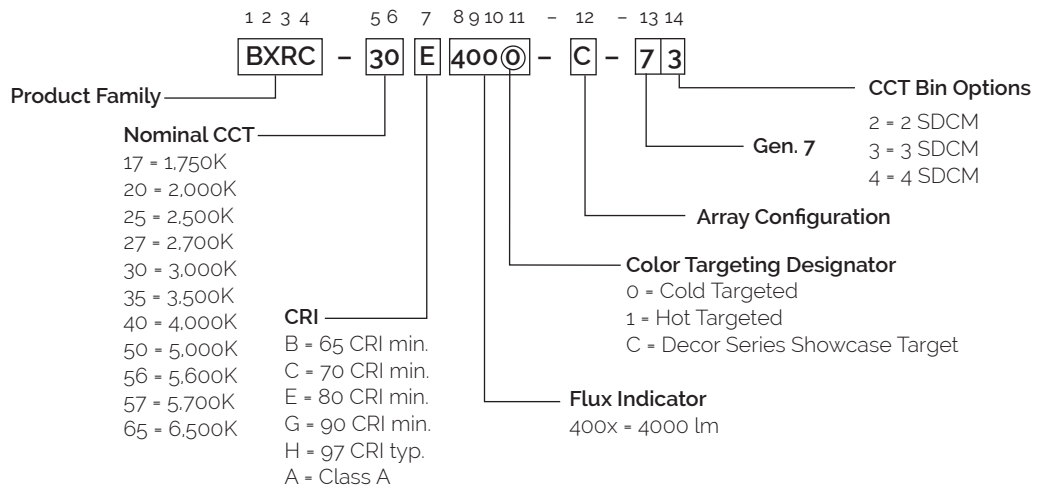 1 2 3 4 5 6 7 8 9 10 11 – 12 – 13 14
BXRC – 30 E 4000 – C – 7 3
Product Family
Nominal CCT
17 = 1,750K
20 = 2,000K
25 = 2,500K
27 = 2,700K
30 = 3,000K
35 = 3,500K
40 = 4,000K
50 = 5,000K
56 = 5,600K
57 = 5,700K
65 = 6,500K
CRI
B = 65 CRI min.
C = 70 CRI min.
E = 80 CRI min.
G = 90 CRI min.
H = 97 CRI typ.
A = Class A
Flux Indicator
400x = 4000 lm
Color Targeting Designator
0 = Cold Targeted
1 = Hot Targeted
C = Decor Series Showcase Target
Array Configuration
Gen. 7
CCT Bin Options
2 = 2 SDCM
3 = 3 SDCM
4 = 4 SDCM